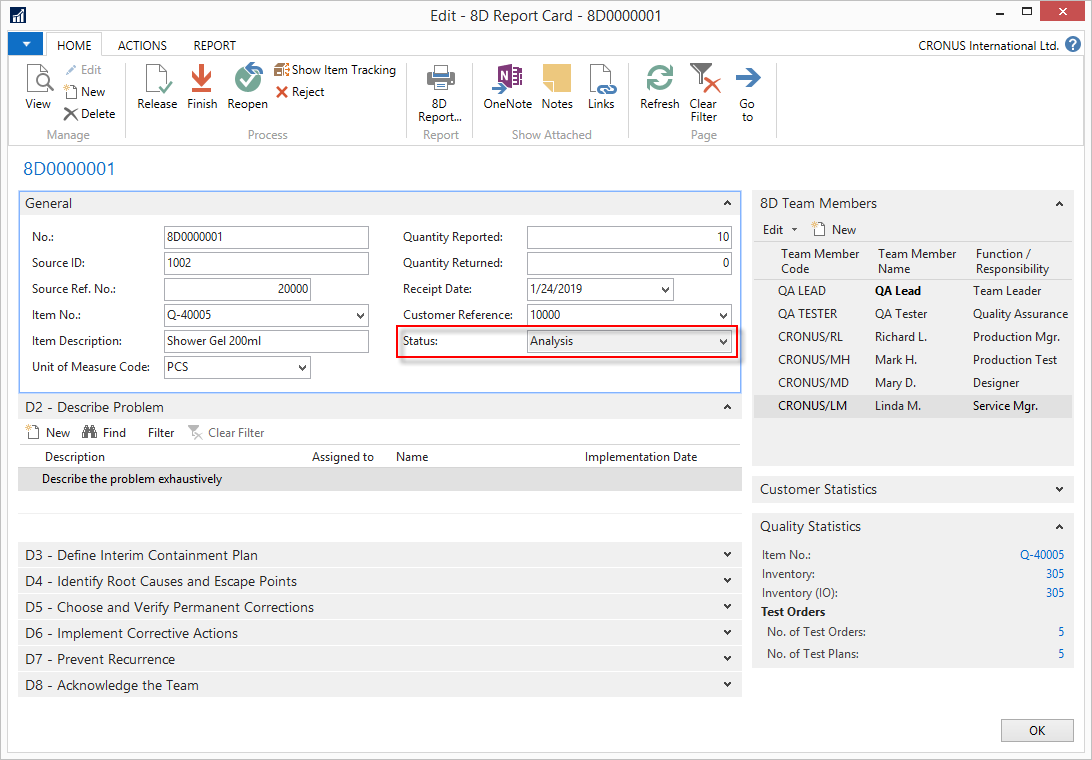 Edit - 8D Report Card - 8D0000001
HOME ACTIONS REPORT CRONUS International Ltd. ?
View
Edit
New
Delete
Manage
Release
Finish
Reopen
Show Item Tracking
Reject
Process
8D
Report...
Report
OneNote
Notes
Links
Show Attached
Refresh
Clear
Filter
Go
to
Page
8D0000001
General
No.: 8D0000001
Source ID: 1002
Source Ref. No.: 20000
Item No.: Q-40005
Item Description: Shower Gel 200ml
Unit of Measure Code: PCS
Quantity Reported: 10
Quantity Returned: 0
Receipt Date: 1/24/2019
Customer Reference: 10000
Status: Analysis
D2 - Describe Problem
New Find Filter Clear Filter
Description Assigned to Name Implementation Date
Describe the problem exhaustively
D3 - Define Interim Containment Plan
D4 - Identify Root Causes and Escape Points
D5 - Choose and Verify Permanent Corrections
D6 - Implement Corrective Actions
D7 - Prevent Recurrence
D8 - Acknowledge the Team
8D Team Members
Edit New
Team Member Code Team Member Name Function / Responsibility
QA LEAD QA Lead Team Leader
QA TESTER QA Tester Quality Assurance
CRONUS/RL Richard L. Production Mgr.
CRONUS/MH Mark H. Production Test
CRONUS/MD Mary D. Designer
CRONUS/LM Linda M. Service Mgr.
Customer Statistics
Quality Statistics
Item No.: Q-40005
Inventory: 305
Inventory (IO): 305
Test Orders
No. of Test Orders: 5
No. of Test Plans: 5
OK